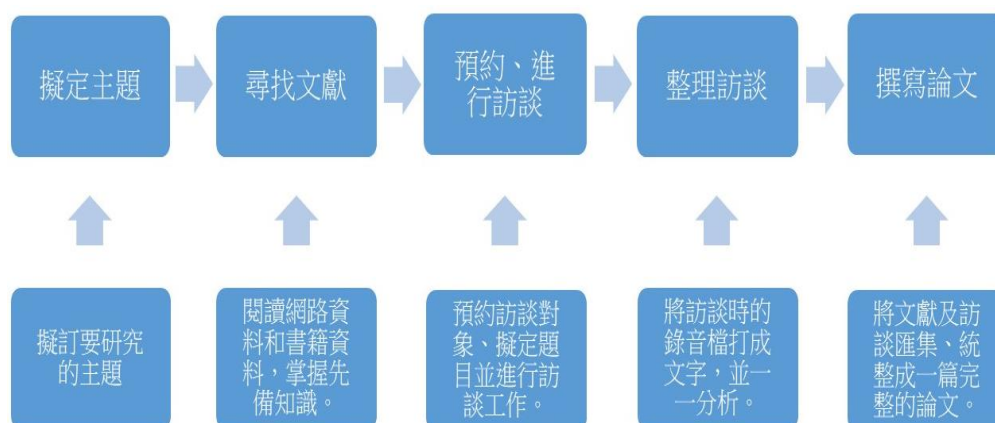 擬定主題
尋找文獻
預約、進
行訪談
整理訪談
撰寫論文
擬訂要研究
的主題
閱讀網路資
料和書籍資
料，掌握先
備知識。
預約訪談對
象、擬定題
目並進行訪
談工作。
將訪談時的
錄音檔打成
文字，並一
一分析。
將文獻及訪
談匯集、統
整成一篇完
整的論文。